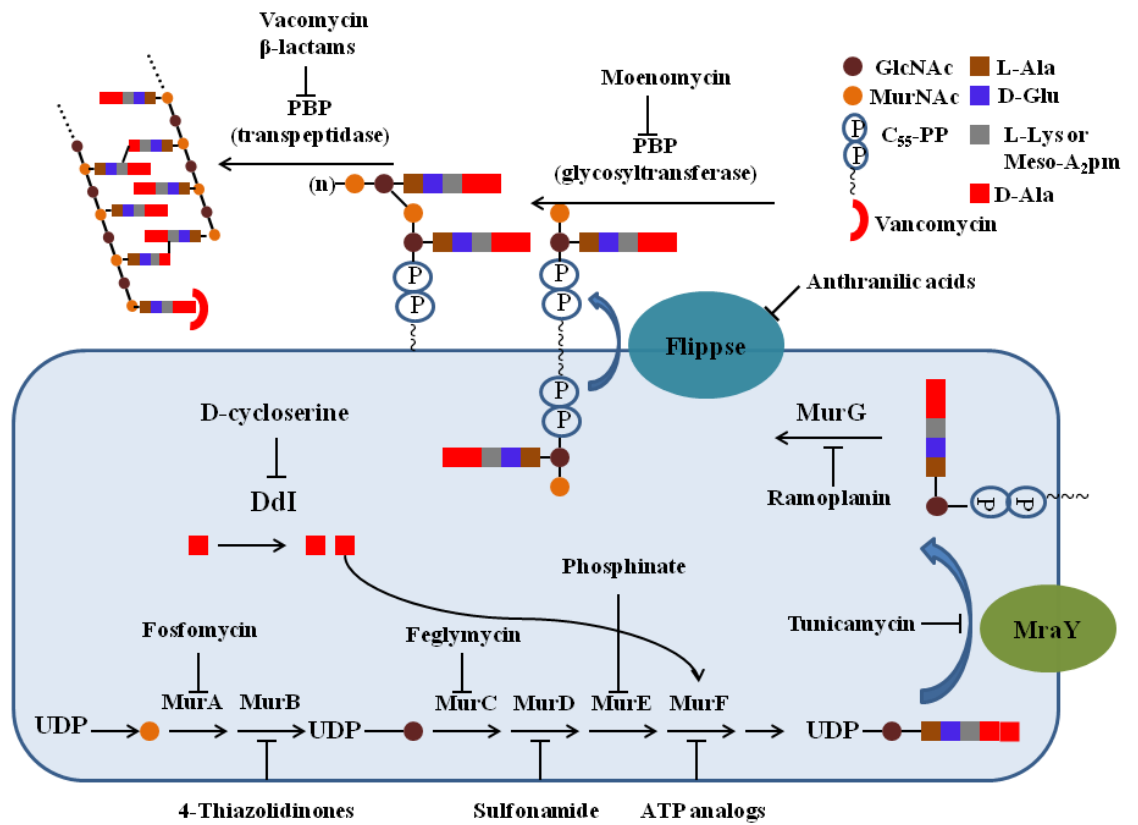 Vacomycin
β-lactams
PBP
(transpeptidase)
Moenomycin
PBP
(glycosyltransferase)
GlcNAc
L-Ala
MurNAc
D-Glu
P
P
C₅₅-PP
L-Lys or
Meso-A₂pm
D-Ala
Vancomycin
(n)
P
P
P
P
Anthranilic acids
Flippse
P
P
D-cycloserine
DdI
MurG
Ramoplanin
P
P
~~~
Phosphinate
Fosfomycin
Feglymycin
Tunicamycin
MraY
MurA
MurB
MurC
MurD
MurE
MurF
UDP
UDP
UDP
4-Thiazolidinones
Sulfonamide
ATP analogs